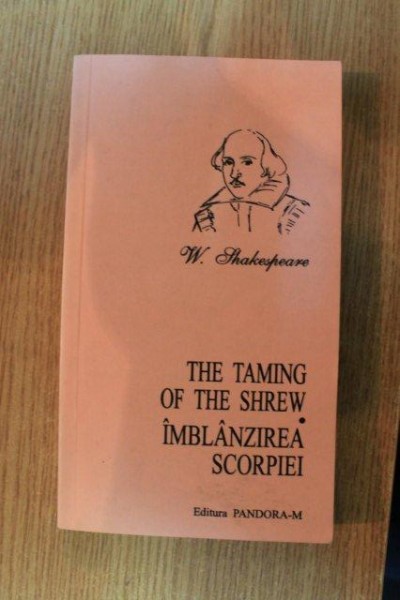 W. Shakespeare
THE TAMING
OF THE SHREW
•
ÎMBLÂNZIREA
SCORPIEI
Editura PANDORA-M